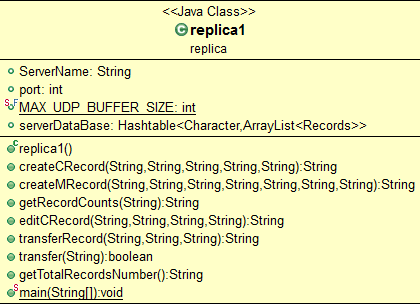 <<Java Class>>
replica1
replica
ServerName: String
port: int
MAX_UDP_BUFFER_SIZE: int
serverDataBase: Hashtable<Character,ArrayList<Records>>
replica1()
createCRecord(String,String,String,String,String):String
createMRecord(String,String,String,String,String,String,String):String
getRecordCounts(String):String
editCRecord(String,String,String,String):String
transferRecord(String,String,String):String
transfer(String):boolean
getTotalRecordsNumber():String
main(String[]):void